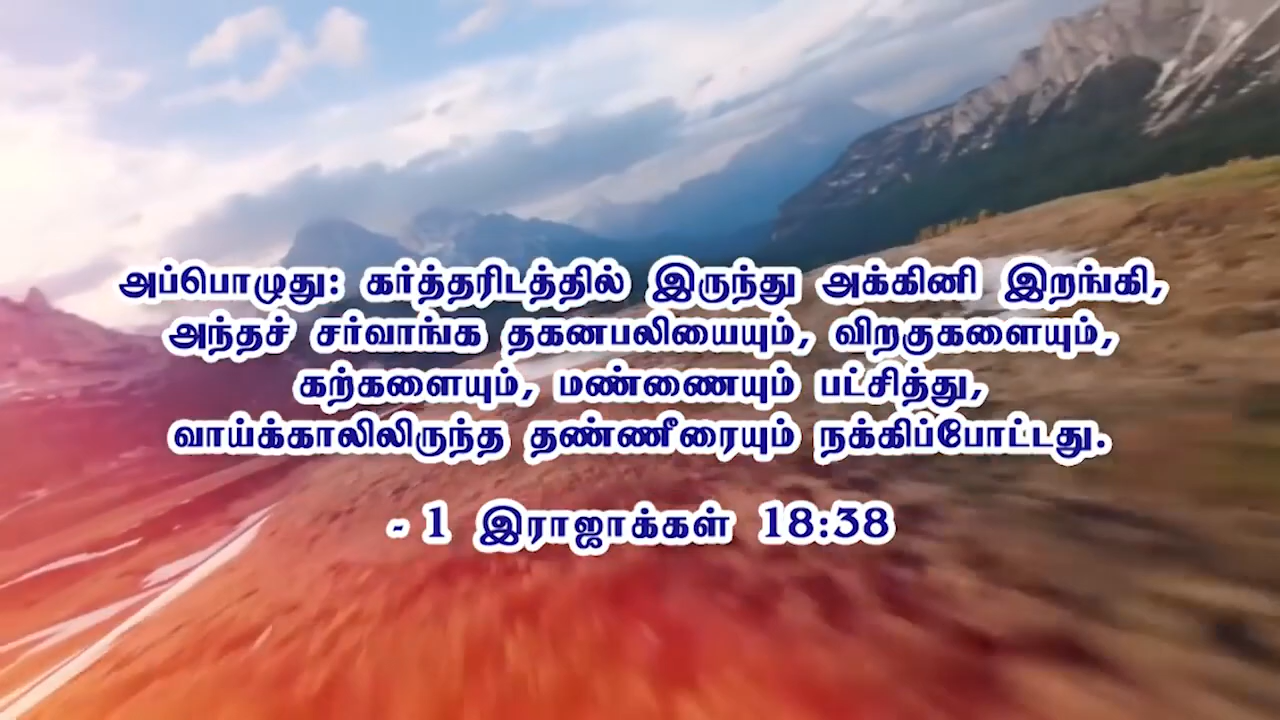 அப்பொழுது: கர்த்தரிடத்தில் இருந்து அக்கினி இறங்கி,
அந்தச் சர்வாங்க தகனபலியையும், விறகுகளையும்,
கற்களையும், மண்ணையும் பட்சித்து,
வாய்க்காலிலிருந்த தண்ணீரையும் நக்கிப்போட்டது.
- 1 இராஜாக்கள் 18:38